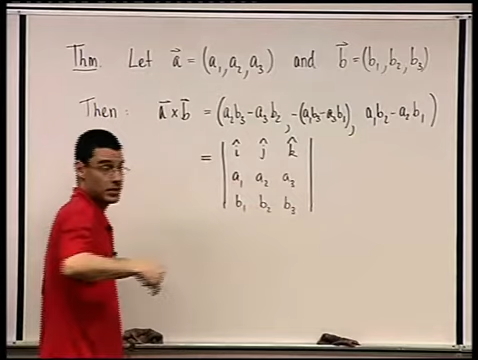 Thm. Let a⃗ = (a₁, a₂, a₃) and b⃗ = (b₁, b₂, b₃)
Then: a⃗ × b⃗ = (a₂b₃ − a₃b₂, −(a₁b₃ − a₃b₁), a₁b₂ − a₂b₁)
= | î ĵ k̂ |
| a₁ a₂ a₃ |
| b₁ b₂ b₃ |